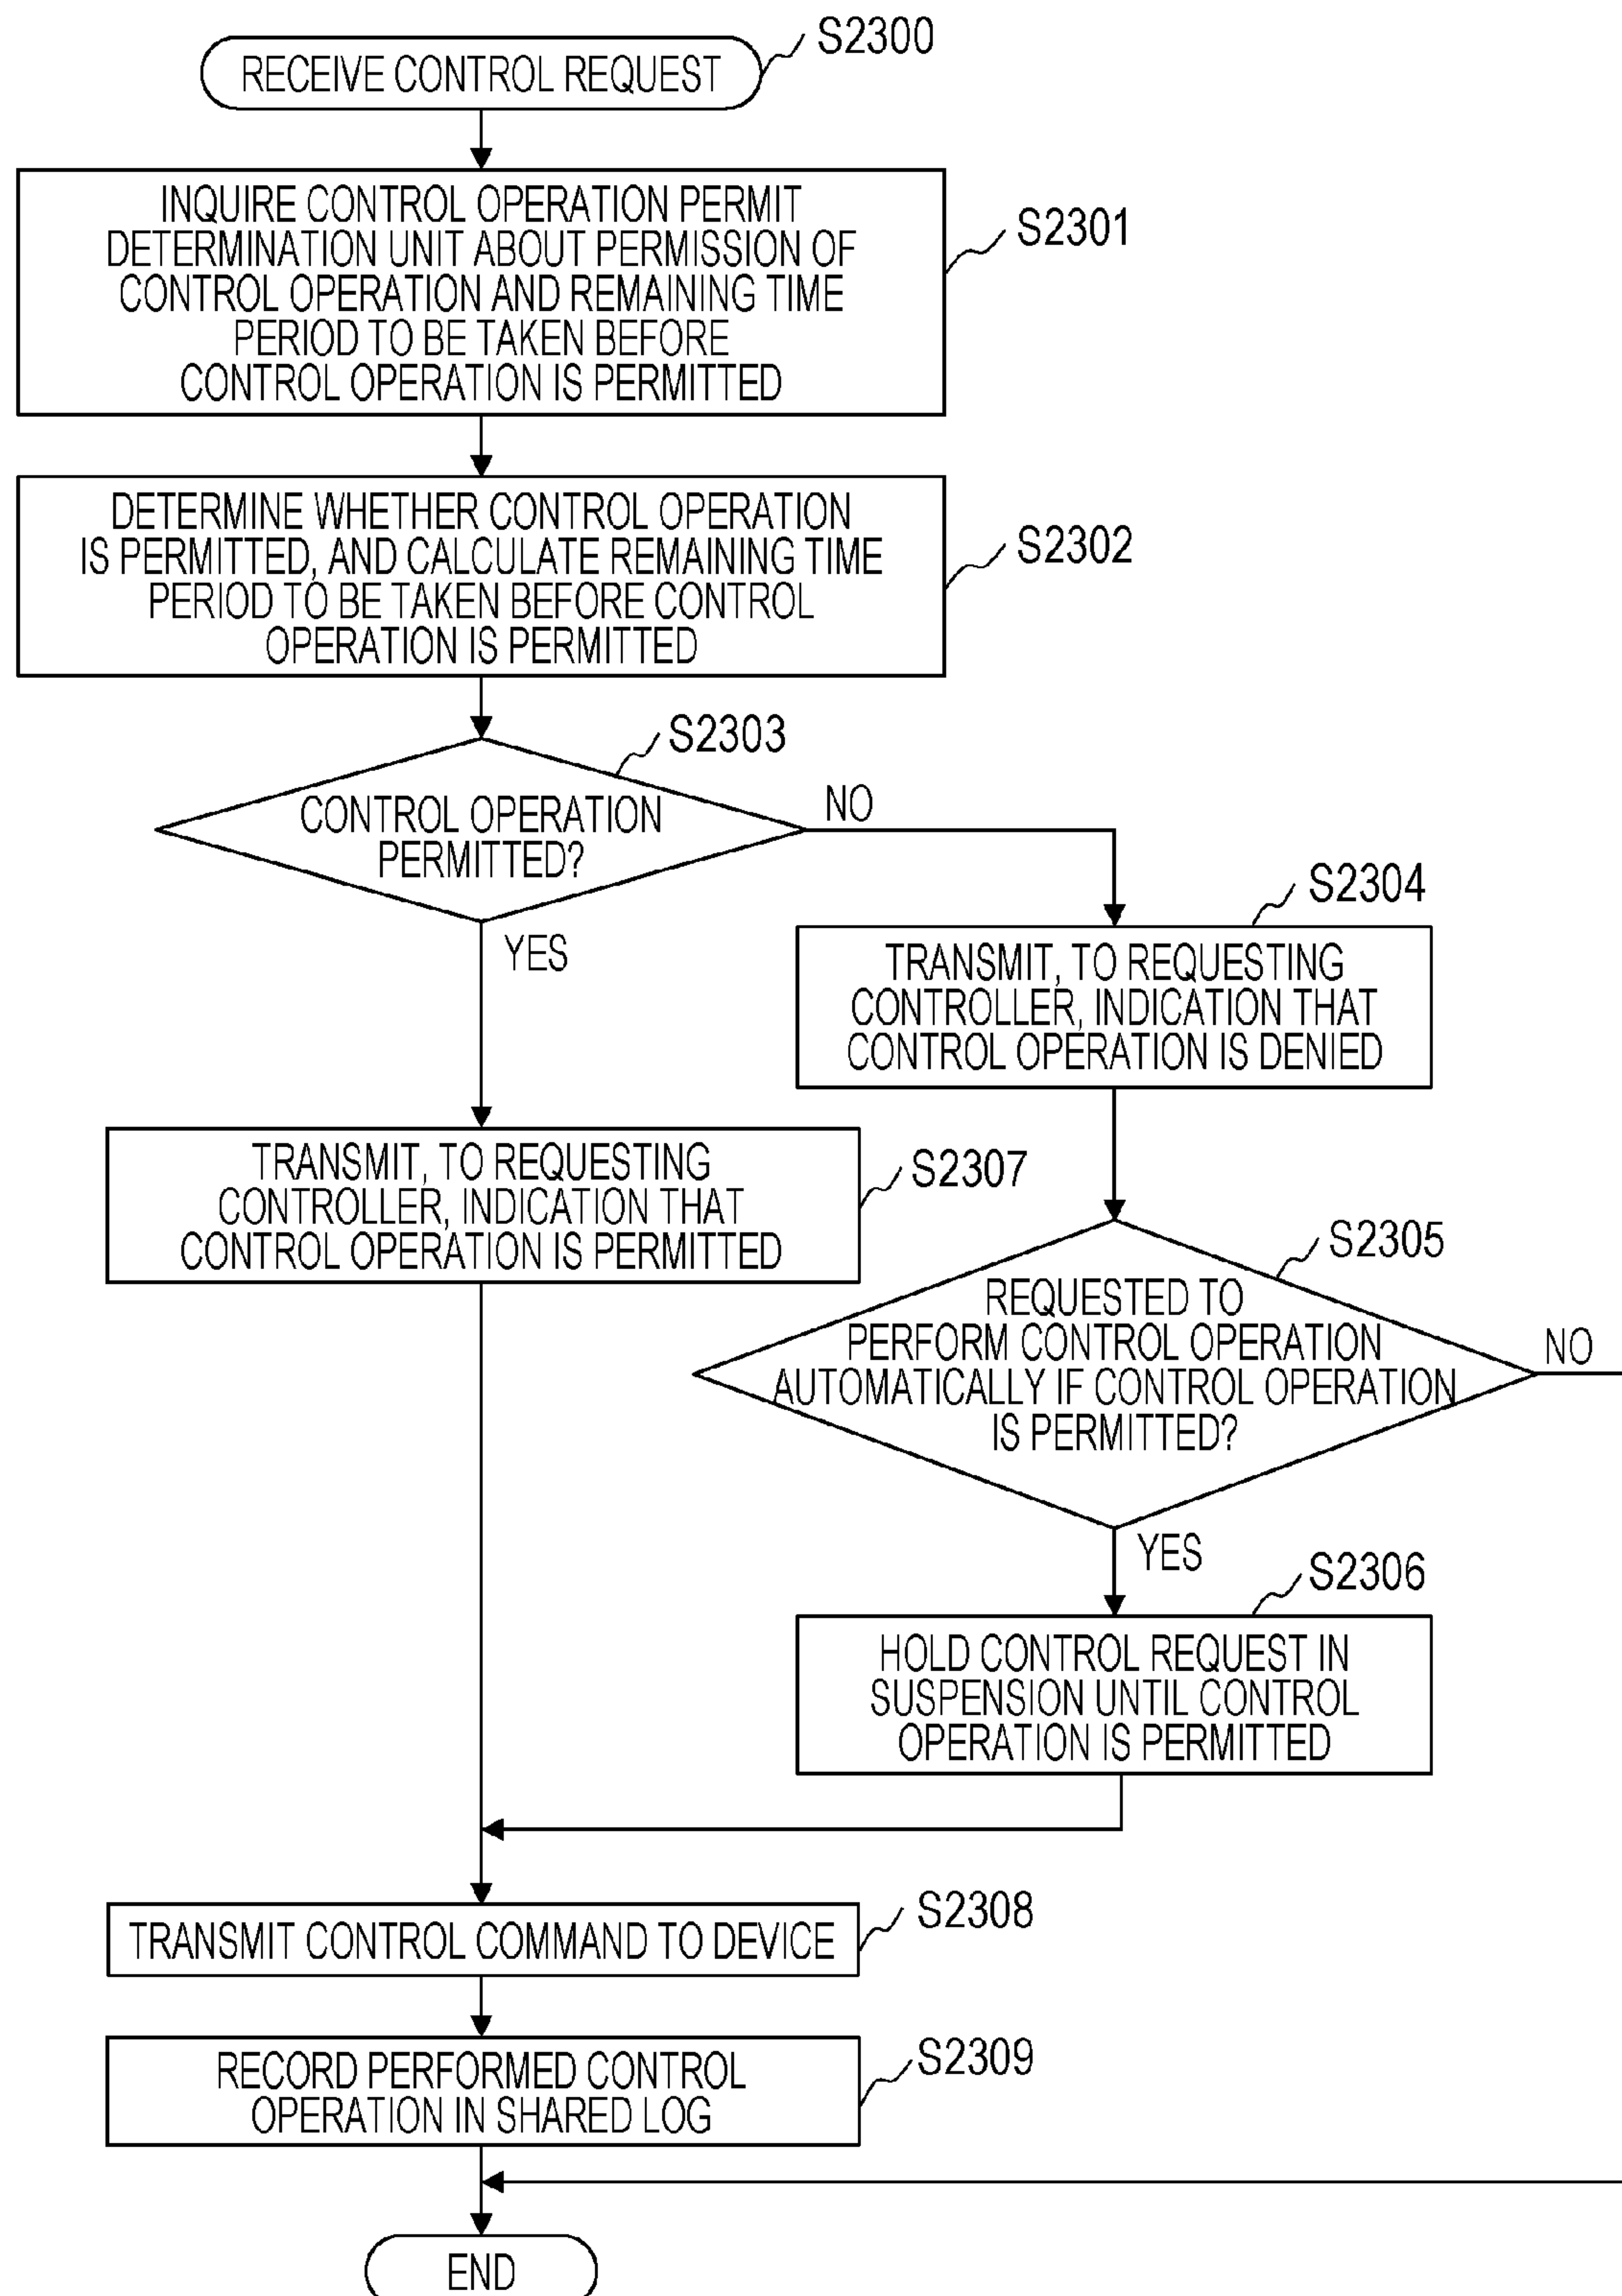 S2300
RECEIVE CONTROL REQUEST
INQUIRE CONTROL OPERATION PERMIT
DETERMINATION UNIT ABOUT PERMISSION OF
CONTROL OPERATION AND REMAINING TIME
PERIOD TO BE TAKEN BEFORE
CONTROL OPERATION IS PERMITTED
S2301
DETERMINE WHETHER CONTROL OPERATION
IS PERMITTED, AND CALCULATE REMAINING TIME
PERIOD TO BE TAKEN BEFORE CONTROL
OPERATION IS PERMITTED
S2302
S2303
CONTROL OPERATION
PERMITTED?
NO
YES
S2304
TRANSMIT, TO REQUESTING
CONTROLLER, INDICATION THAT
CONTROL OPERATION IS DENIED
TRANSMIT, TO REQUESTING
CONTROLLER, INDICATION THAT
CONTROL OPERATION IS PERMITTED
S2307
S2305
REQUESTED TO
PERFORM CONTROL OPERATION
AUTOMATICALLY IF CONTROL OPERATION
IS PERMITTED?
NO
YES
S2306
HOLD CONTROL REQUEST IN
SUSPENSION UNTIL CONTROL
OPERATION IS PERMITTED
TRANSMIT CONTROL COMMAND TO DEVICE
S2308
RECORD PERFORMED CONTROL
OPERATION IN SHARED LOG
S2309
END